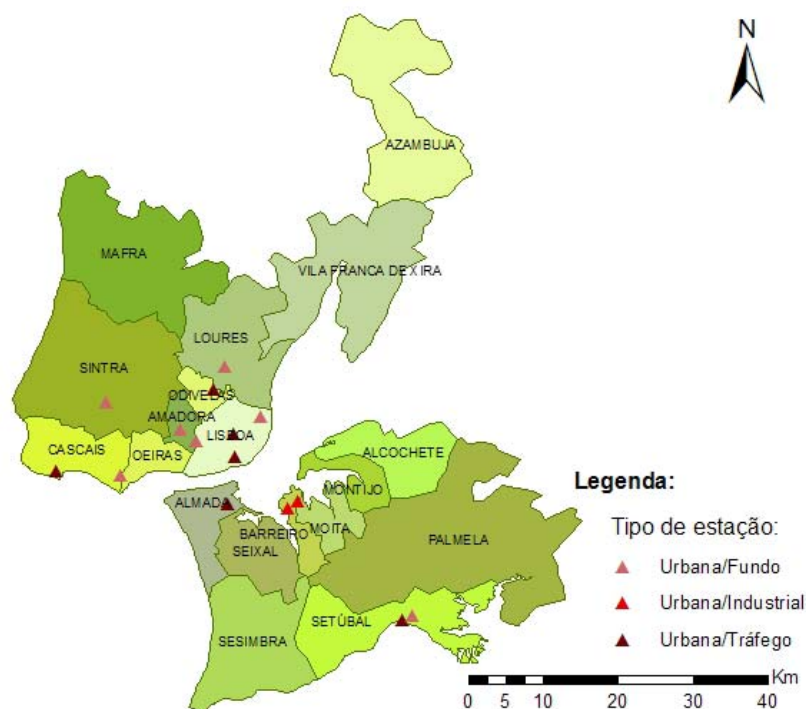 N
AZAMBUJA
MAFRA
VILA FRANCA DE XIRA
LOURES
SINTRA
ODIVELAS
AMADORA
LISBOA
CASCAIS
OEIRAS
ALCOCHETE
MONTIJO
ALMADA
MOITA
BARREIRO
SEIXAL
PALMELA
SETÚBAL
SESIMBRA
Legenda:
Tipo de estação:
Urbana/Fundo
Urbana/Industrial
Urbana/Tráfego
Km
0 5 10 20 30 40